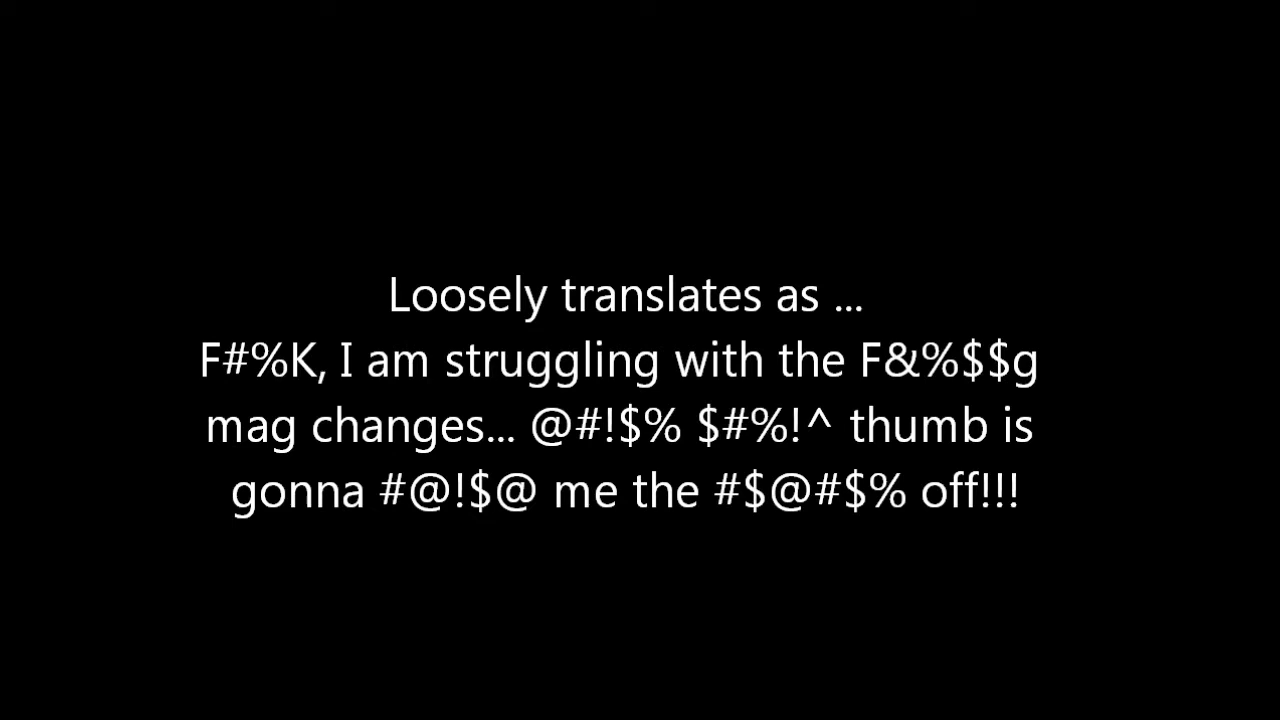 Loosely translates as ...
F#%K, I am struggling with the F&%$$g
mag changes... @#!$% $#%!^ thumb is
gonna #@!$@ me the #$@#$% off!!!